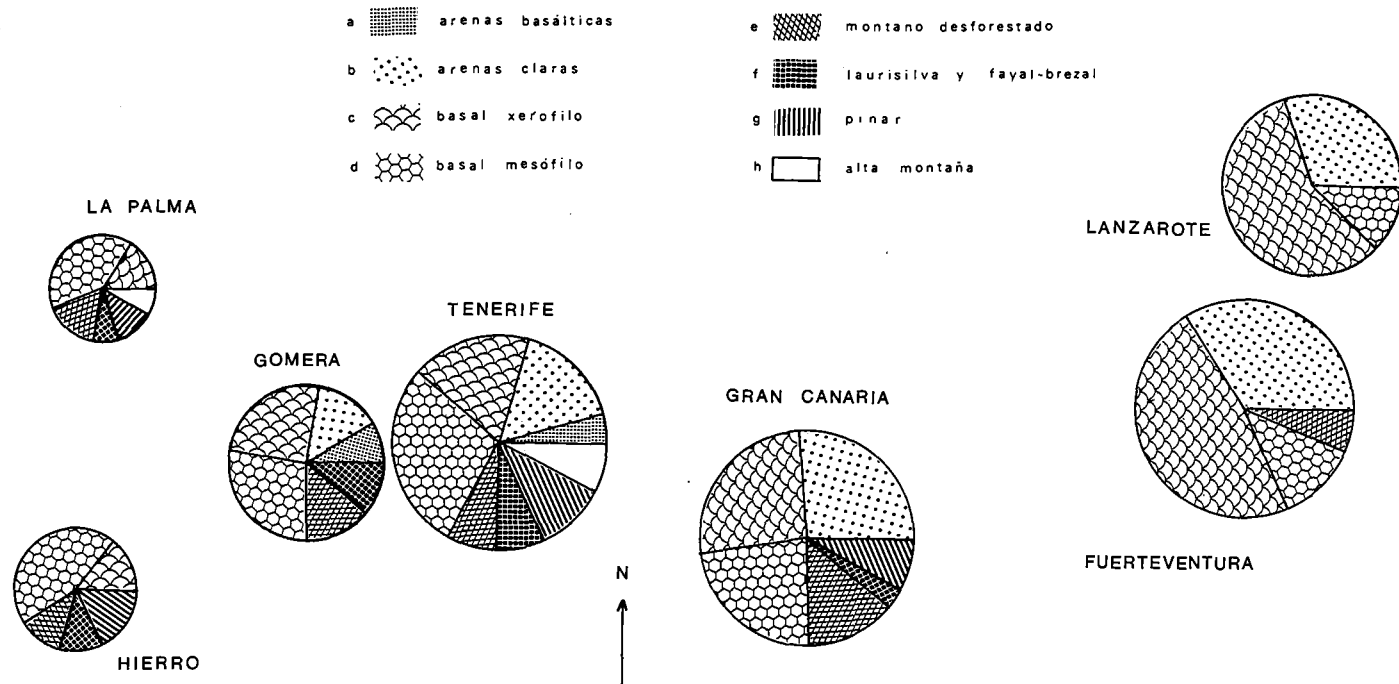 a arenas basálticas
b arenas claras
c basal xerofilo
d basal mesófilo
e montano desforestado
f laurisilva y fayal-brezal
g pinar
h alta montaña
LA PALMA
TENERIFE
GOMERA
HIERRO
N
GRAN CANARIA
LANZAROTE
FUERTEVENTURA